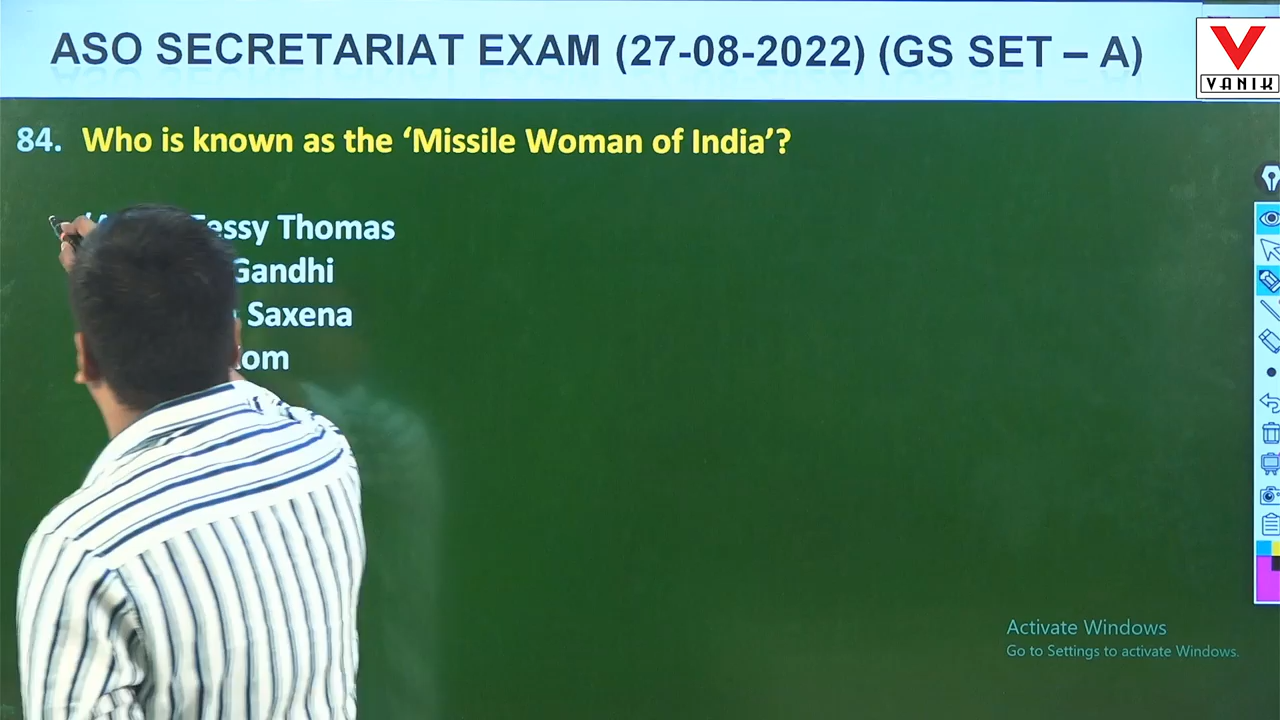 ASO SECRETARIAT EXAM (27-08-2022) (GS SET – A)
VANIK
84. Who is known as the ‘Missile Woman of India’?
Tessy Thomas
Gandhi
Saxena
Activate Windows
Go to Settings to activate Windows.